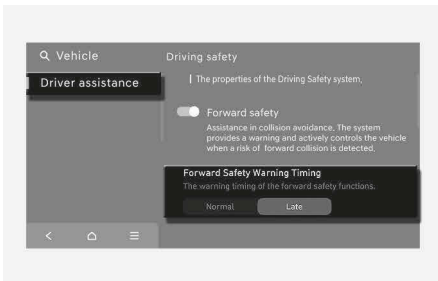 Vehicle
Driving safety
Driver assistance
The properties of the Driving Safety system,
Forward safety
Assistance in collision avoidance, The system
provides a warning and actively controls the vehicle
when a risk of forward collision is detected,
Forward Safety Warning Timing
The warning timing of the forward safety functions.
Normal
Late